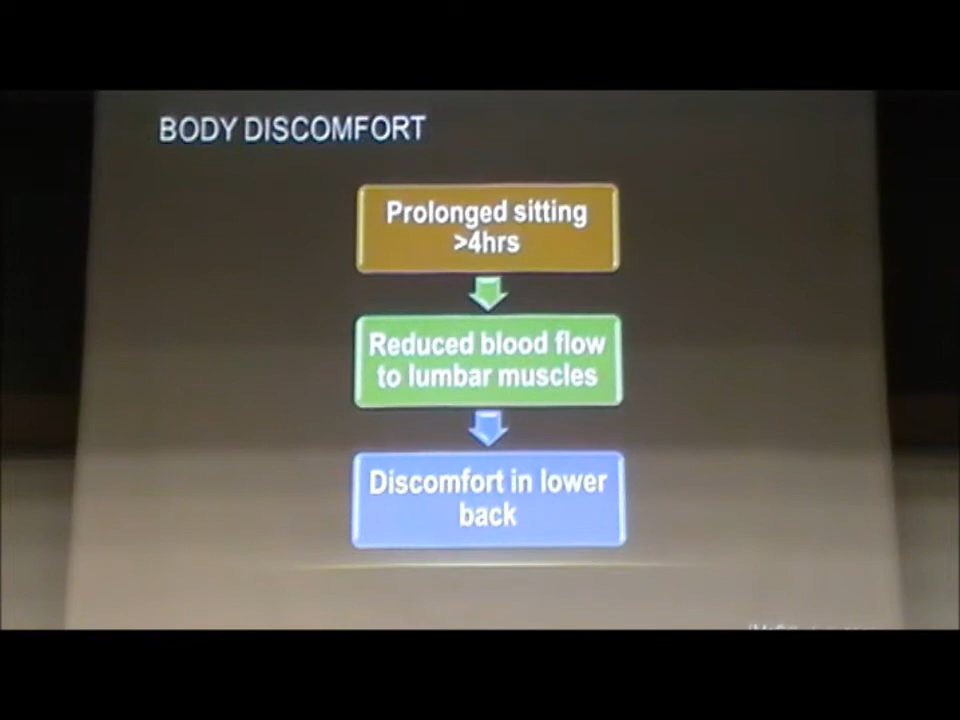 BODY DISCOMFORT
Prolonged sitting
>4hrs
Reduced blood flow
to lumbar muscles
Discomfort in lower
back